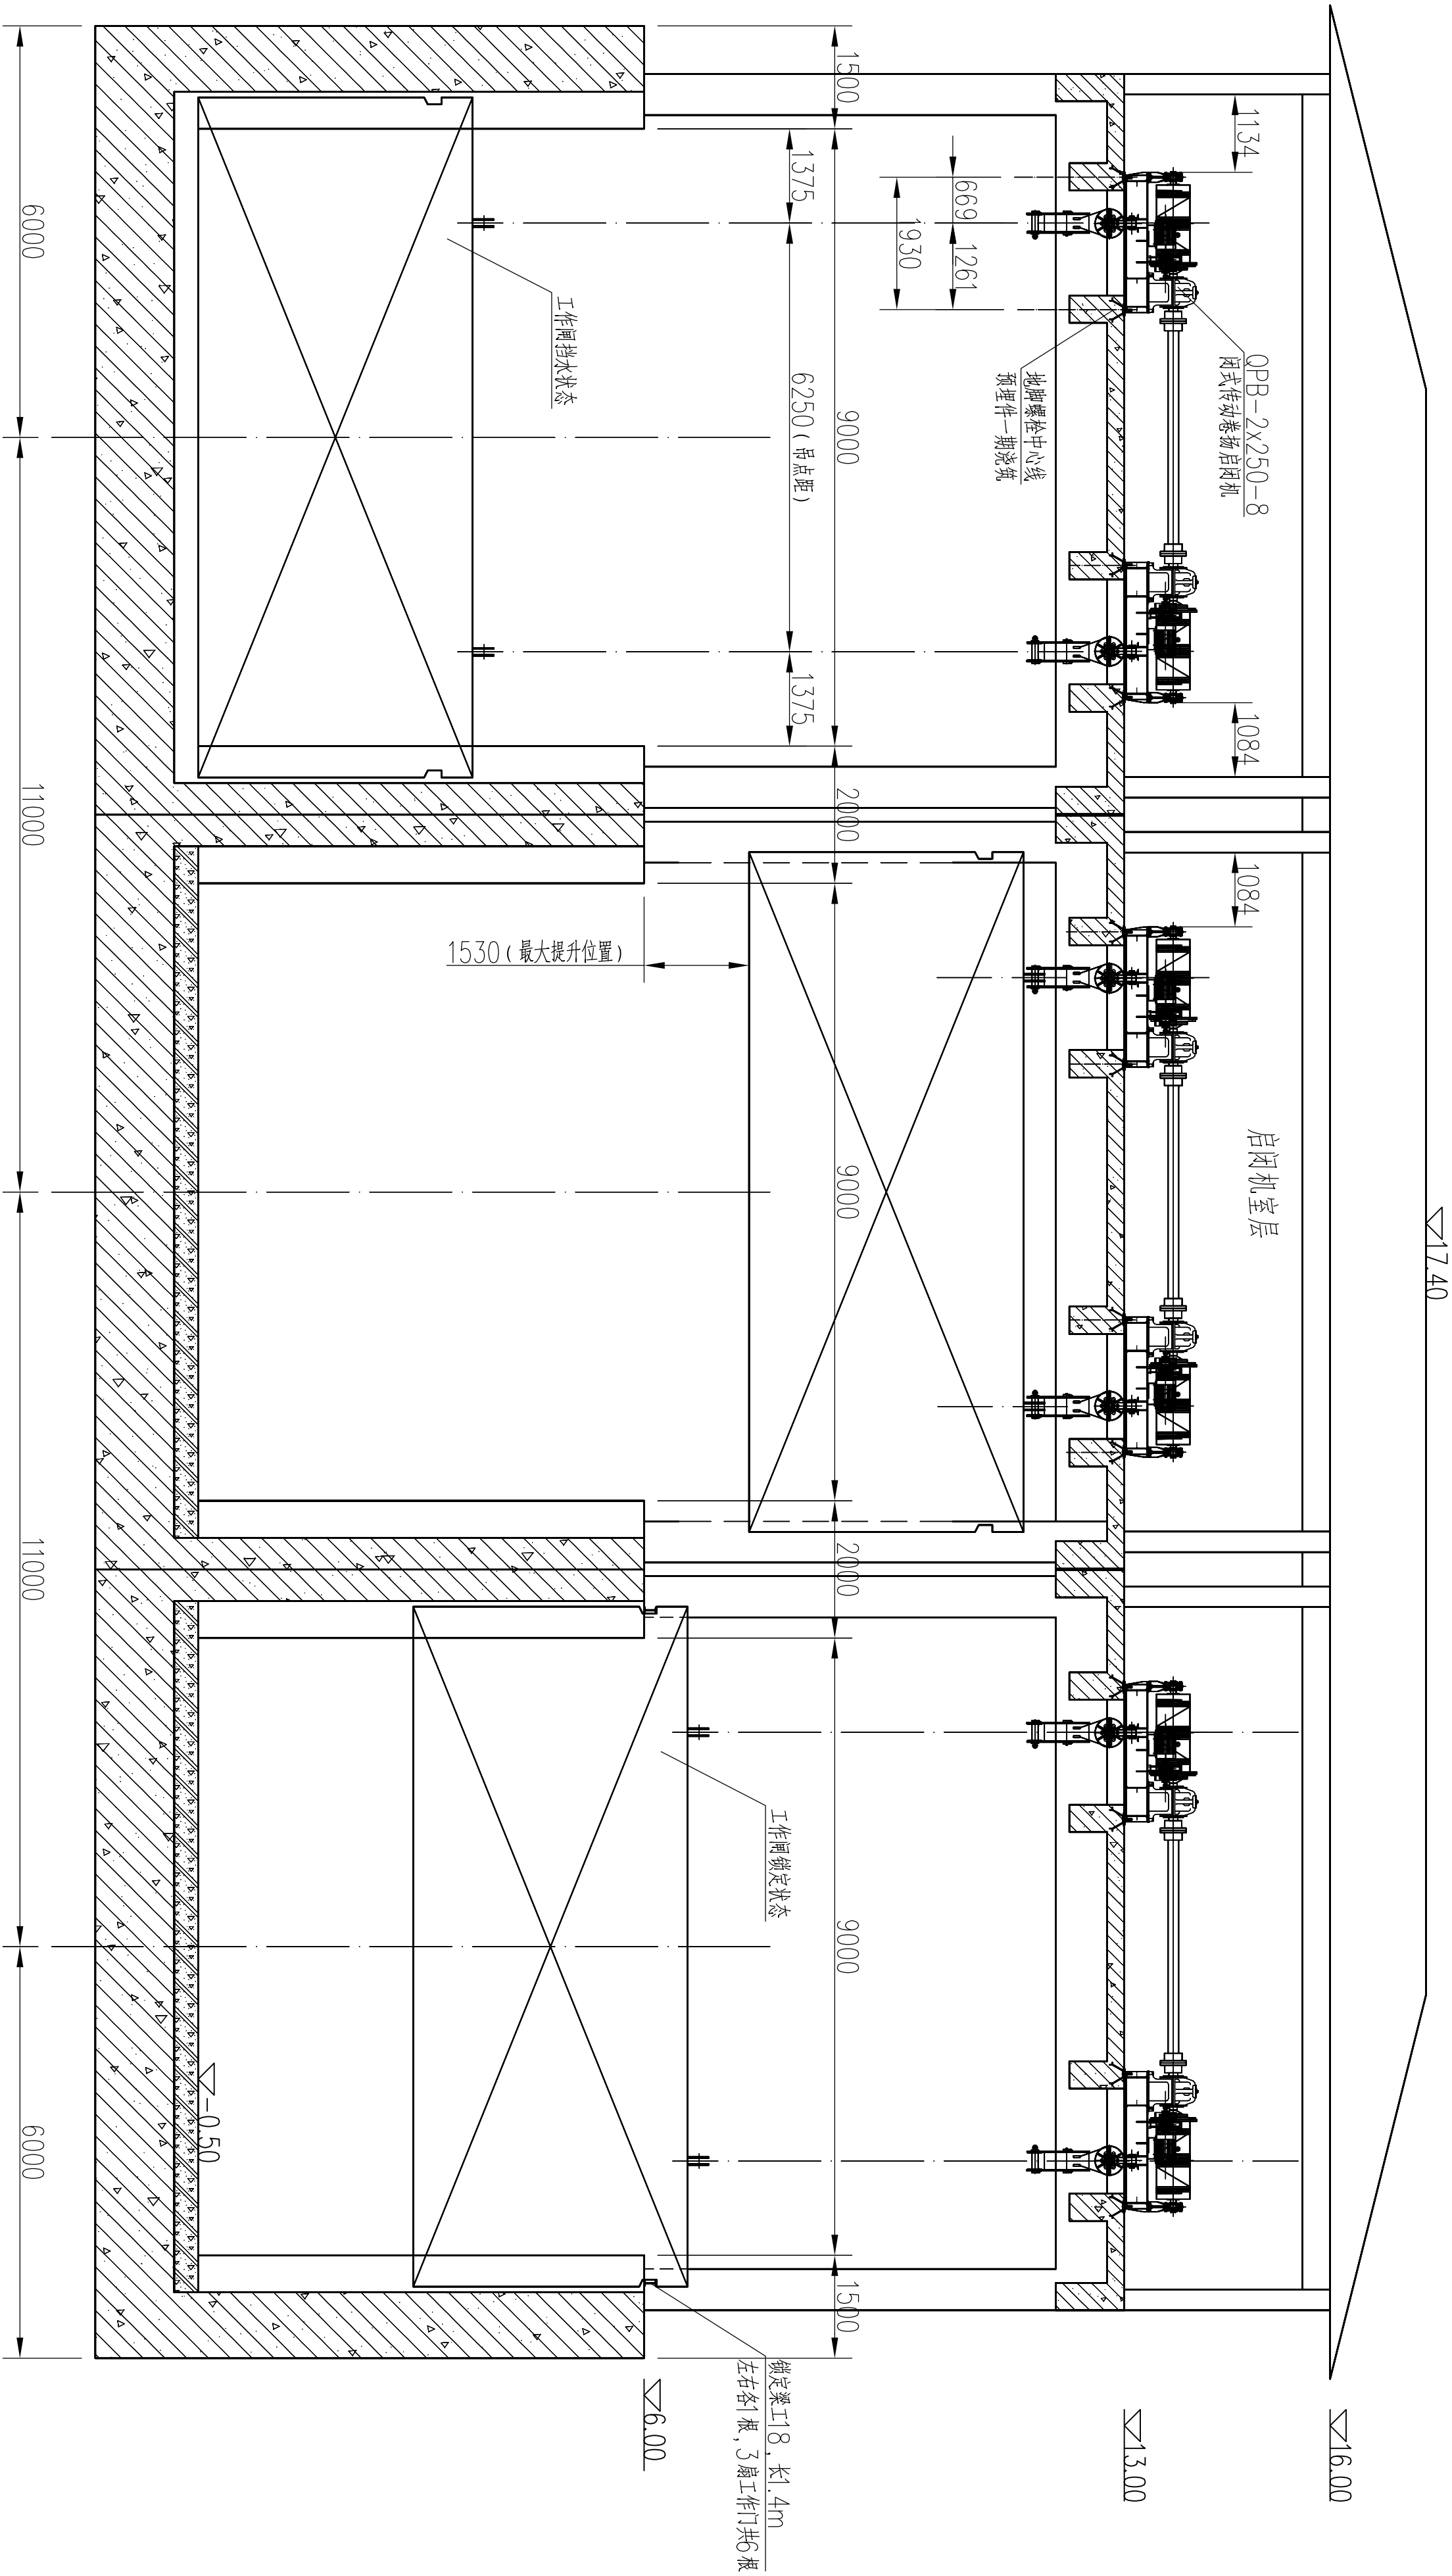 ▽17.40
▽16.00
启闭机室层
1134
QPB-2x250-8
闭式传动卷扬启闭机
1084
1084
▽13.00
地脚螺栓中心线
预埋件一期浇筑
669
1261
1930
1500
9000
2000
9000
2000
9000
1500
1375
6250(吊点距)
1375
工作闸锁定状态
锁定梁工18,长1.4m
左右各1根,3扇工作门共6根
▽6.00
工作闸挡水状态
1530(最大提升位置)
▽-0.50
6000
11000
11000
6000